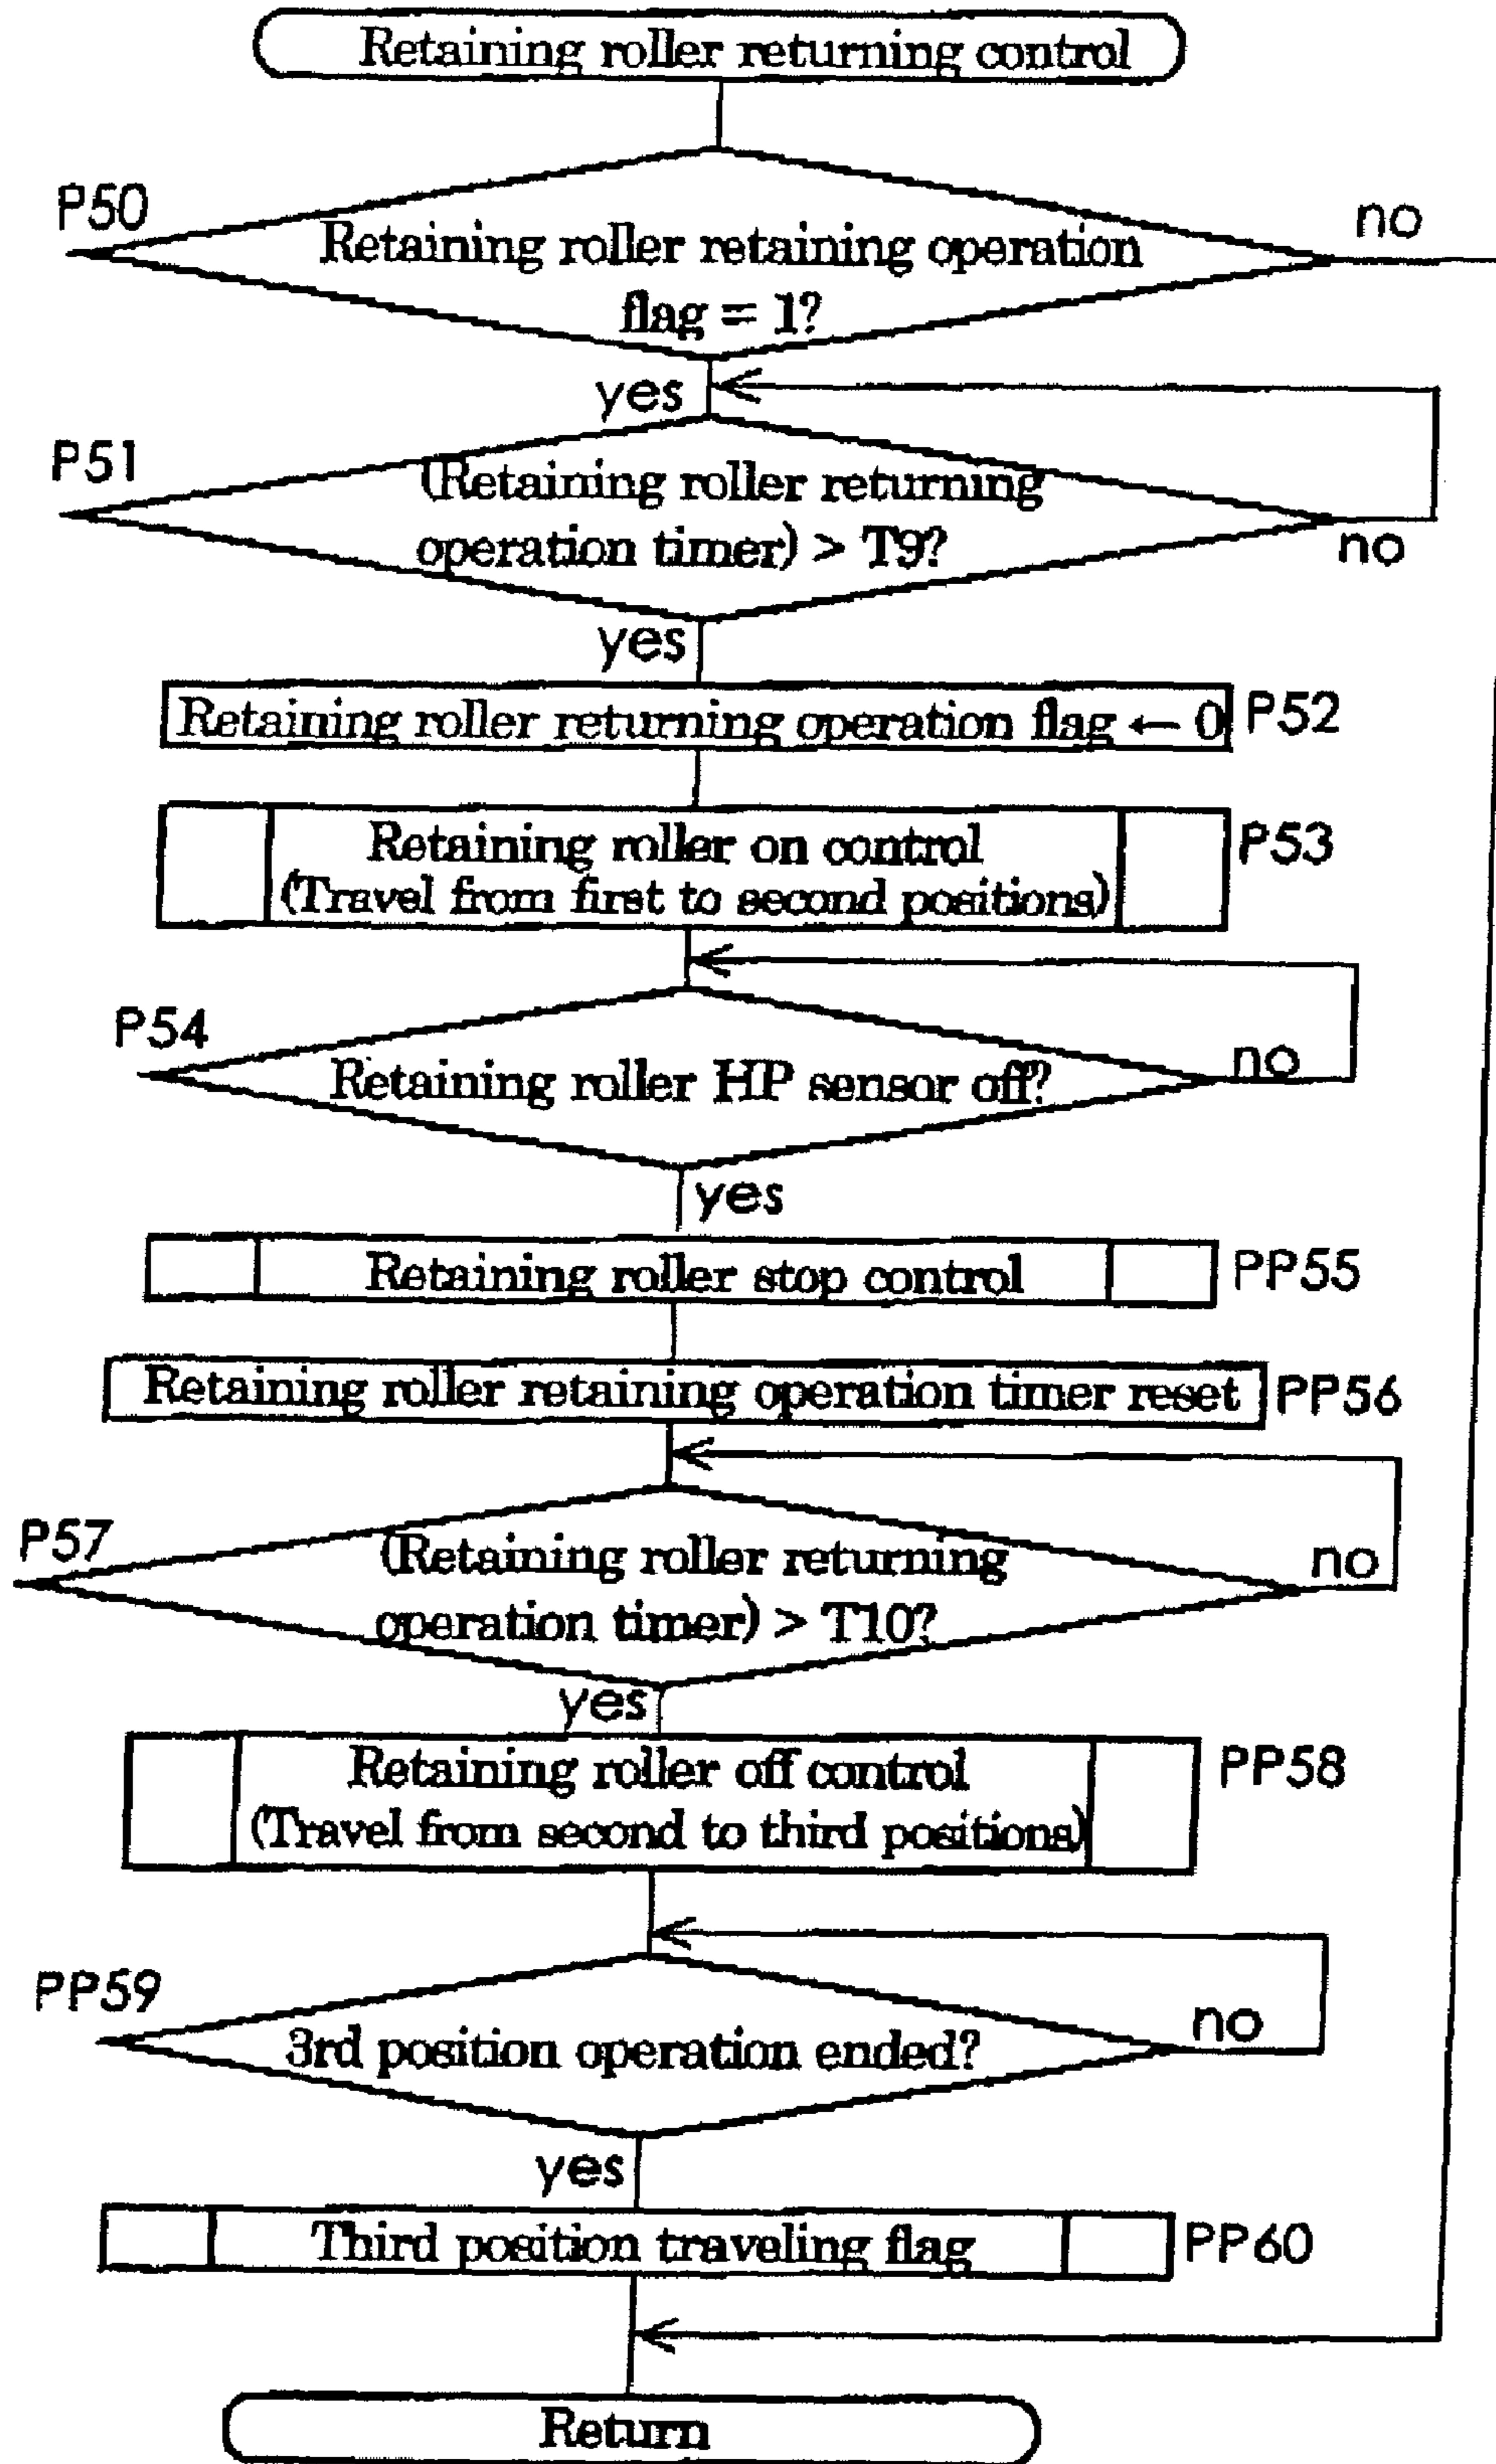 Retaining roller returning control
P50
Retaining roller retaining operation
flag = 1?
no
yes
P51
(Retaining roller returning
operation timer) > T9?
no
yes
Retaining roller returning operation flag ← 0
P52
Retaining roller on control
(Travel from first to second positions)
P53
P54
Retaining roller HP sensor off?
no
yes
Retaining roller stop control
PP55
Retaining roller retaining operation timer reset
PP56
P57
(Retaining roller returning
operation timer) > T10?
no
yes
Retaining roller off control
(Travel from second to third positions)
PP58
PP59
3rd position operation ended?
no
yes
Third position traveling flag
PP60
Return